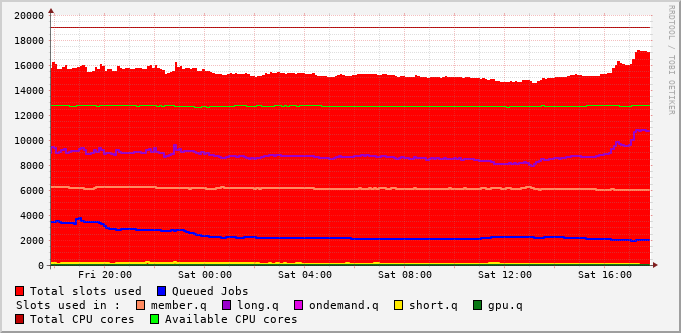 20000
18000
16000
14000
12000
10000
8000
6000
4000
2000
0
Fri 20:00 Sat 00:00 Sat 04:00 Sat 08:00 Sat 12:00 Sat 16:00
RRDTOOL / TOBI OETIKER
Total slots used Queued Jobs
Slots used in : member.q long.q ondemand.q short.q gpu.q
Total CPU cores Available CPU cores